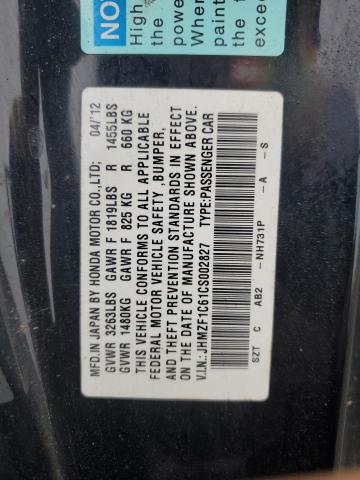 NOT
High
the
power
When
paint
the f
excee
MFD.IN JAPAN BY HONDA MOTOR CO.,LTD; 04/'12
GVWR 3263LBS GAWR F 1819LBS R 1455LBS
GVWR 1480KG GAWR F 825 KG R 660 KG
THIS VEHICLE CONFORMS TO ALL APPLICABLE
FEDERAL MOTOR VEHICLE SAFETY ,BUMPER,
AND THEFT PREVENTION STANDARDS IN EFFECT
ON THE DATE OF MANUFACTURE SHOWN ABOVE.
V.I.N.:JHMZF1C61CS002827 TYPE:PASSENGER CAR
SZT C AB2 -NH731P -A -S